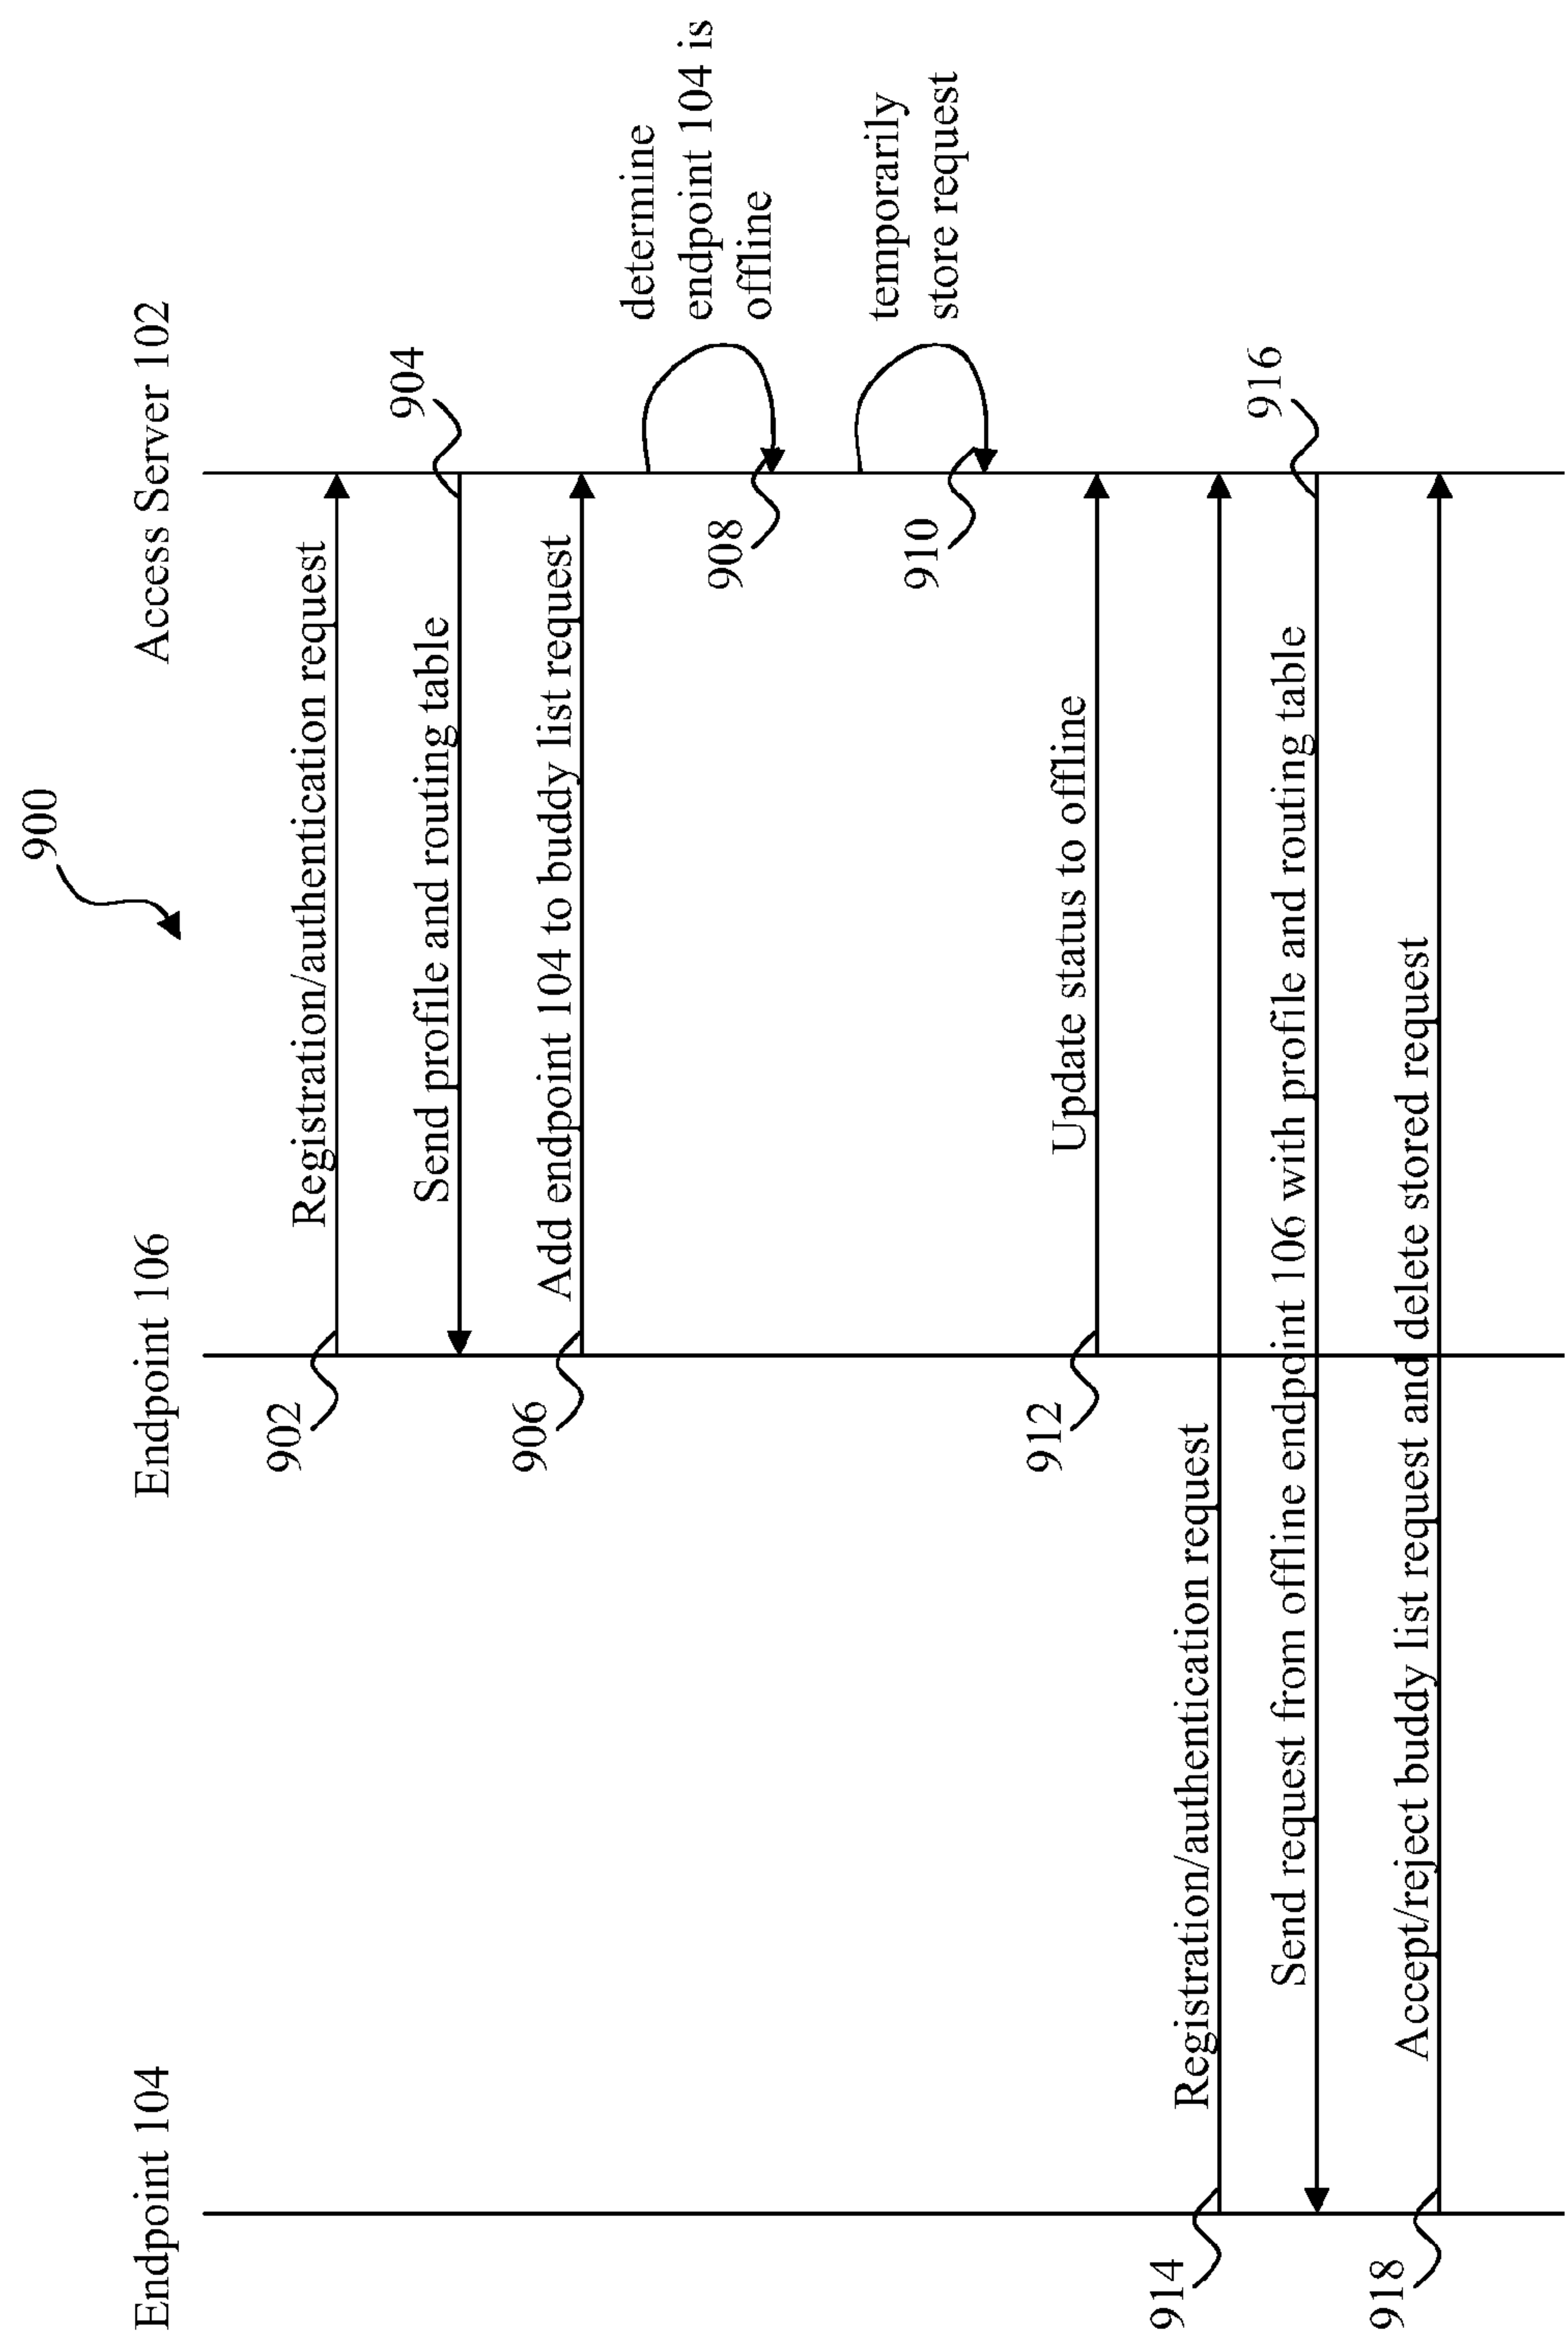 900
Endpoint 104
Endpoint 106
Access Server 102
902
Registration/authentication request
904
Send profile and routing table
906
Add endpoint 104 to buddy list request
908
determine
endpoint 104 is
offline
910
temporarily
store request
912
Update status to offline
914
Registration/authentication request
916
Send request from offline endpoint 106 with profile and routing table
918
Accept/reject buddy list request and delete stored request